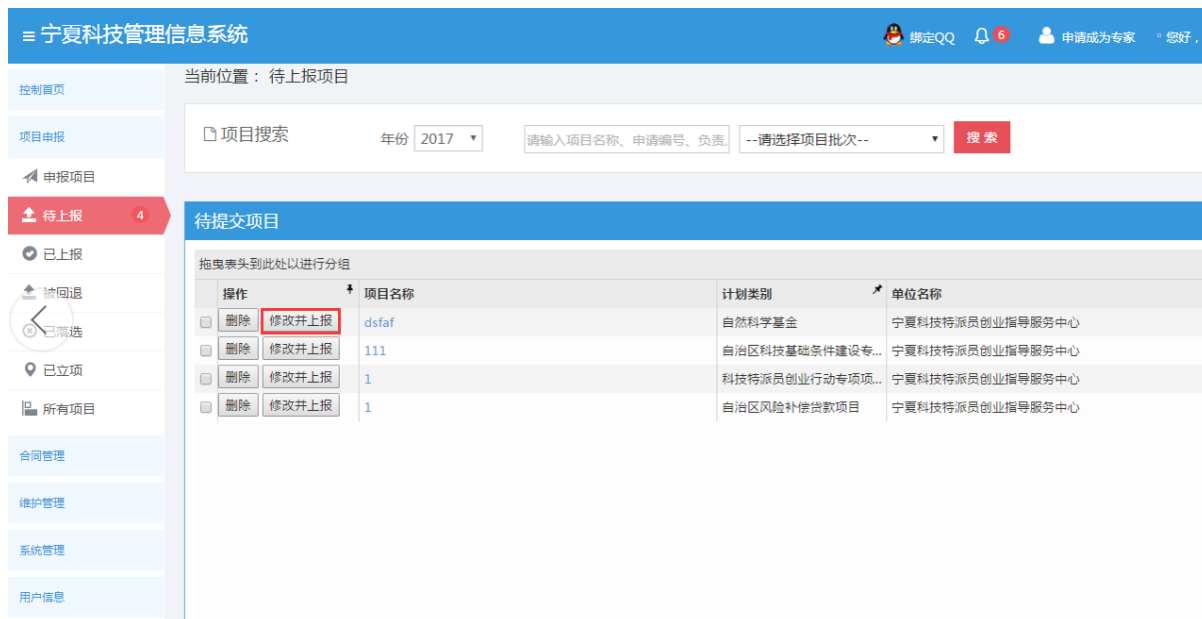 ≡ 宁夏科技管理信息系统
绑定QQ 6 申请成为专家 您好，
控制首页
项目申报
申报项目
待上报 4
已上报
被回退
已落选
已立项
所有项目
合同管理
维护管理
系统管理
用户信息
当前位置： 待上报项目
项目搜索 年份 2017 请输入项目名称、申请编号、负责 --请选择项目批次-- 搜 索
待提交项目
拖曳表头到此处以进行分组
操作 项目名称 计划类别 单位名称
删除 修改并上报 dsfaf 自然科学基金 宁夏科技特派员创业指导服务中心
删除 修改并上报 111 自治区科技基础条件建设专... 宁夏科技特派员创业指导服务中心
删除 修改并上报 1 科技特派员创业行动专项项... 宁夏科技特派员创业指导服务中心
删除 修改并上报 1 自治区风险补偿贷款项目 宁夏科技特派员创业指导服务中心